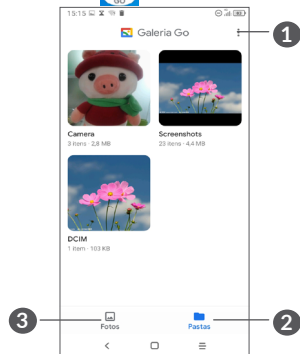 GO
15:15
Galeria Go
1
Camera
3 itens · 2,8 MB
Screenshots
23 itens · 4,4 MB
DCIM
1 item · 103 KB
3
Fotos
Pastas
2